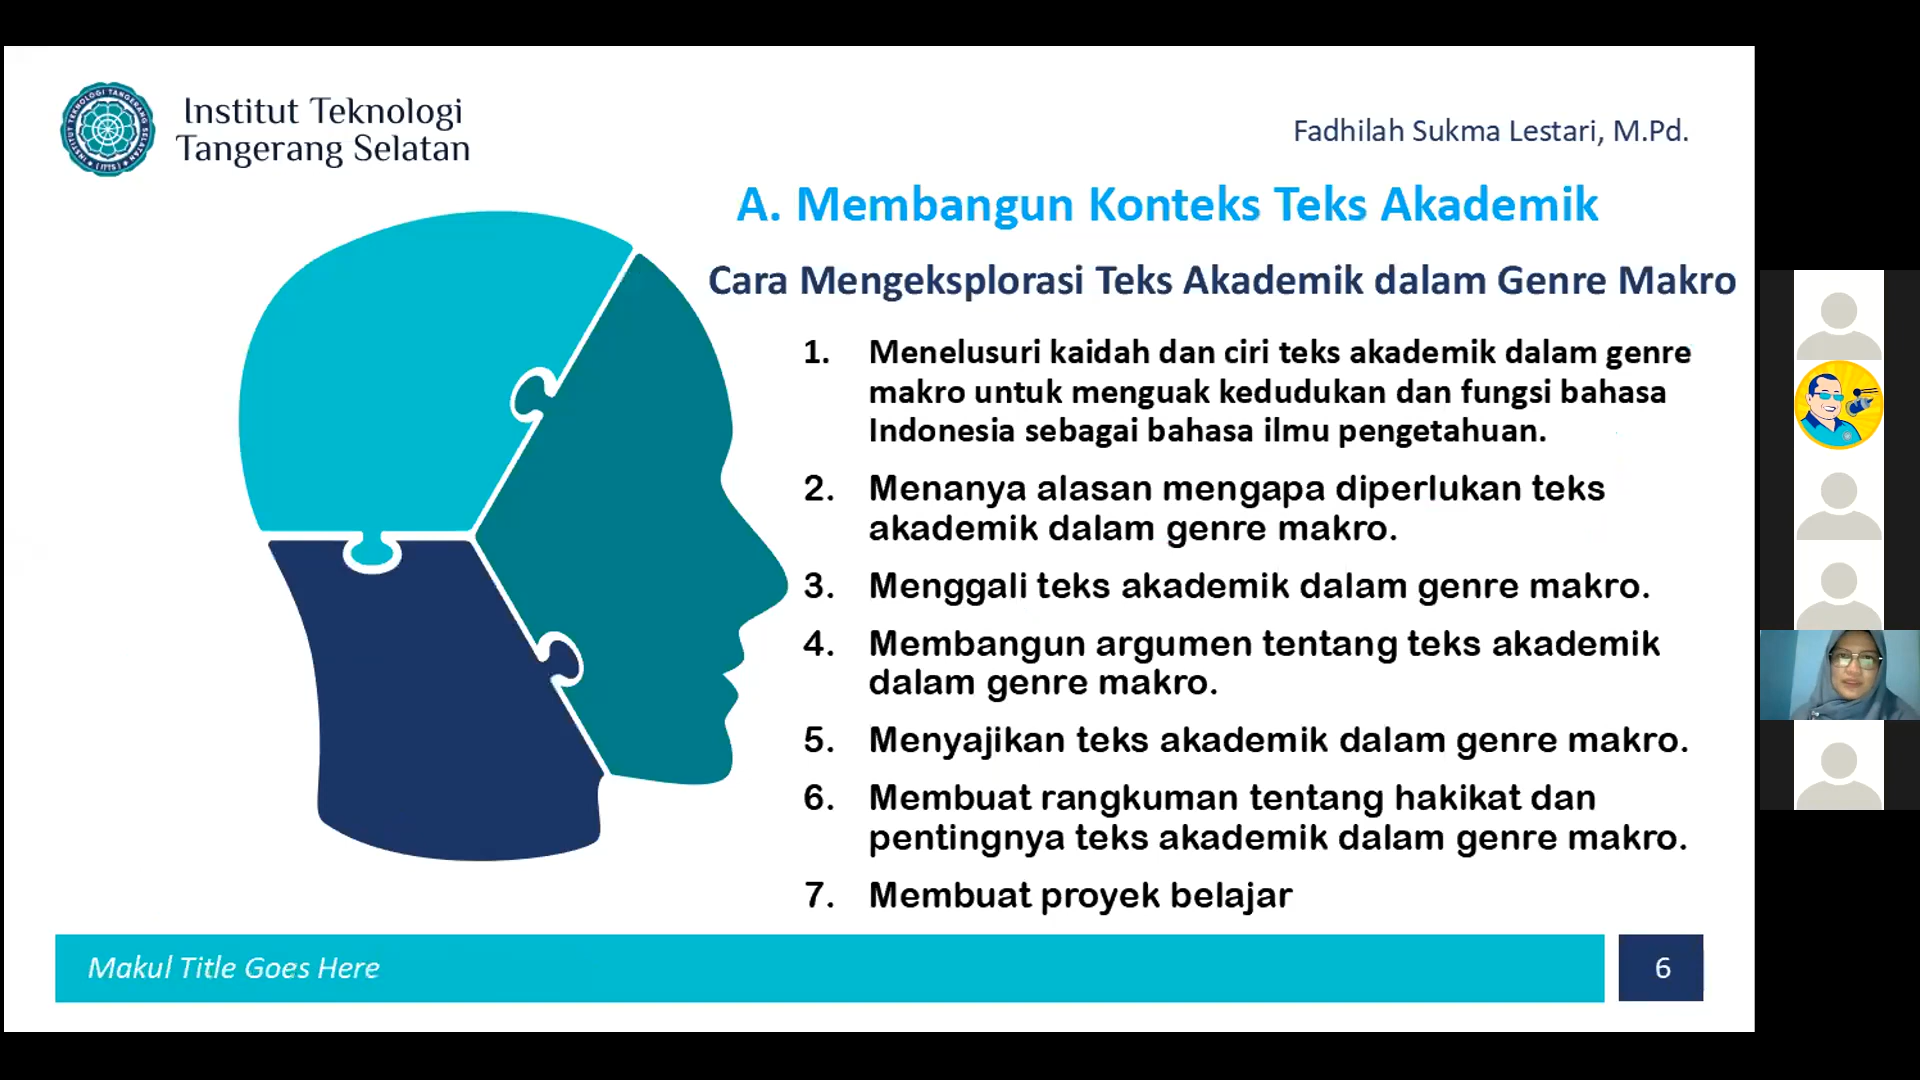 Institut Teknologi
Tangerang Selatan
Fadhilah Sukma Lestari, M.Pd.
A. Membangun Konteks Teks Akademik
Cara Mengeksplorasi Teks Akademik dalam Genre Makro
1. Menelusuri kaidah dan ciri teks akademik dalam genre
makro untuk menguak kedudukan dan fungsi bahasa
Indonesia sebagai bahasa ilmu pengetahuan.
2. Menanya alasan mengapa diperlukan teks
akademik dalam genre makro.
3. Menggali teks akademik dalam genre makro.
4. Membangun argumen tentang teks akademik
dalam genre makro.
5. Menyajikan teks akademik dalam genre makro.
6. Membuat rangkuman tentang hakikat dan
pentingnya teks akademik dalam genre makro.
7. Membuat proyek belajar
Makul Title Goes Here
6